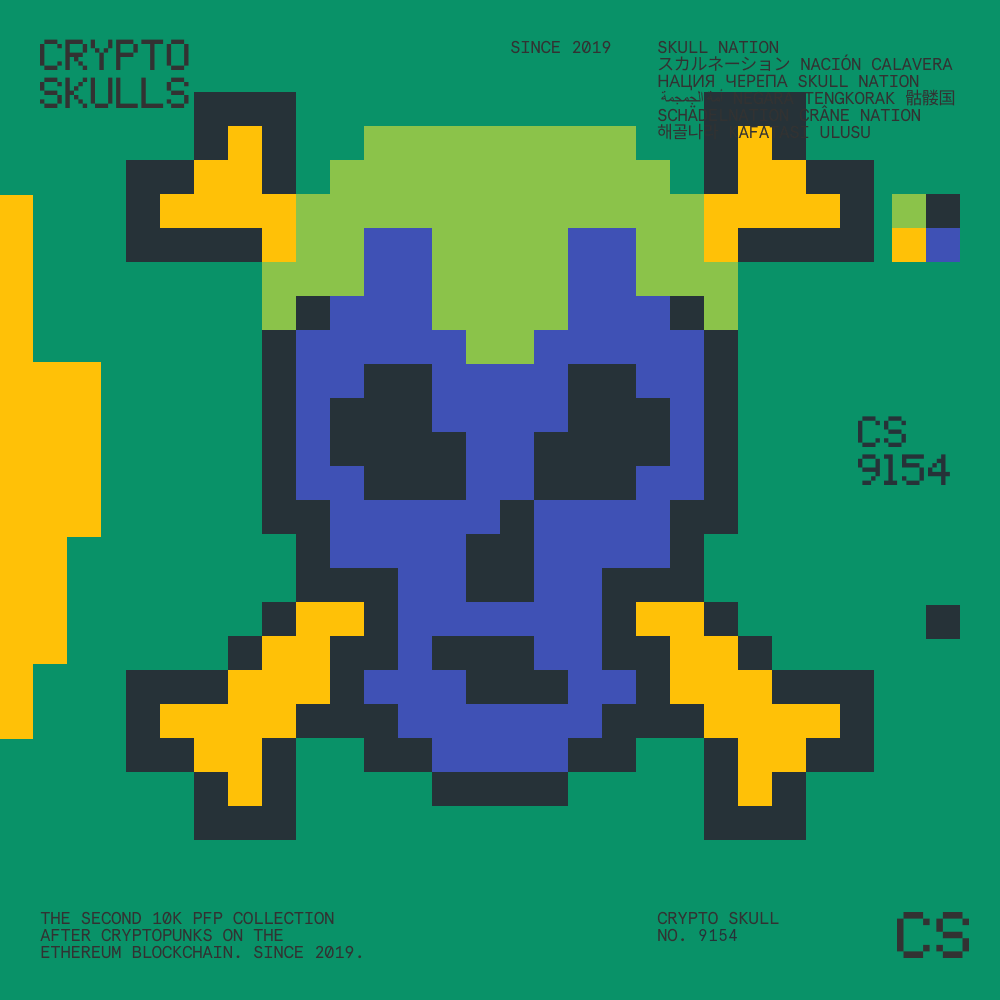 CRYPTO
SKULLS
SINCE 2019
SKULL NATION
スカルネーション NACIÓN CALAVERA
НАЦИЯ ЧЕРЕПА SKULL NATION
TENGKORAK 骷髅国
CRÂNE NATION
ULUSU
CS
9154
THE SECOND 10K PFP COLLECTION
AFTER CRYPTOPUNKS ON THE
ETHEREUM BLOCKCHAIN. SINCE 2019.
CRYPTO SKULL
NO. 9154
CS